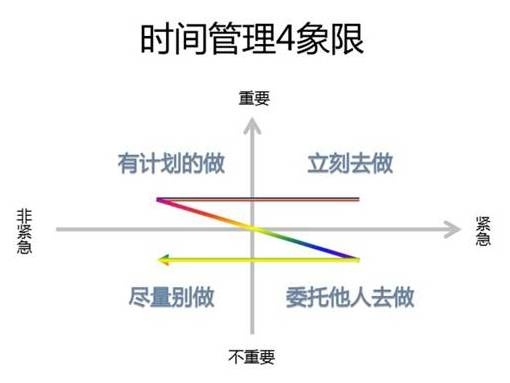 时间管理4象限
重要
有计划的做
立刻去做
非紧急
紧急
尽量别做
委托他人去做
不重要